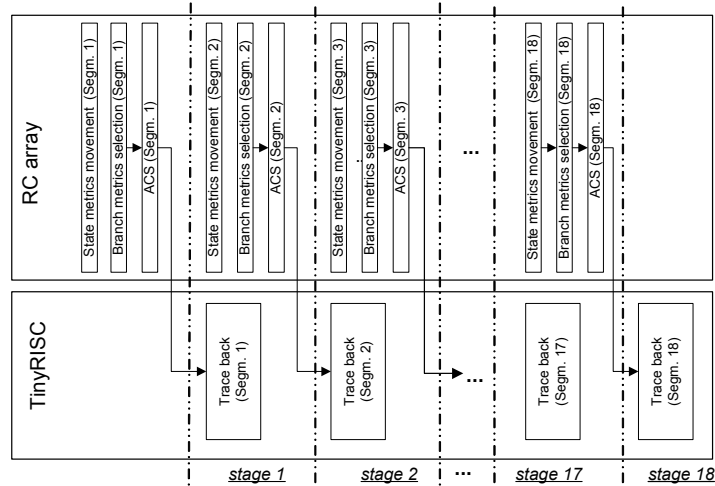 RC array
State metrics movement (Segm. 1)
Branch metrics selection (Segm. 1)
ACS (Segm. 1)
State metrics movement (Segm. 2)
Branch metrics selection (Segm. 2)
ACS (Segm. 2)
State metrics movement (Segm. 3)
Branch metrics selection (Segm. 3)
ACS (Segm. 3)
...
State metrics movement (Segm. 18)
Branch metrics selection (Segm. 18)
ACS (Segm. 18)
TinyRISC
Trace back
(Segm. 1)
Trace back
(Segm. 2)
...
Trace back
(Segm. 17)
Trace back
(Segm. 18)
stage 1
stage 2
...
stage 17
stage 18